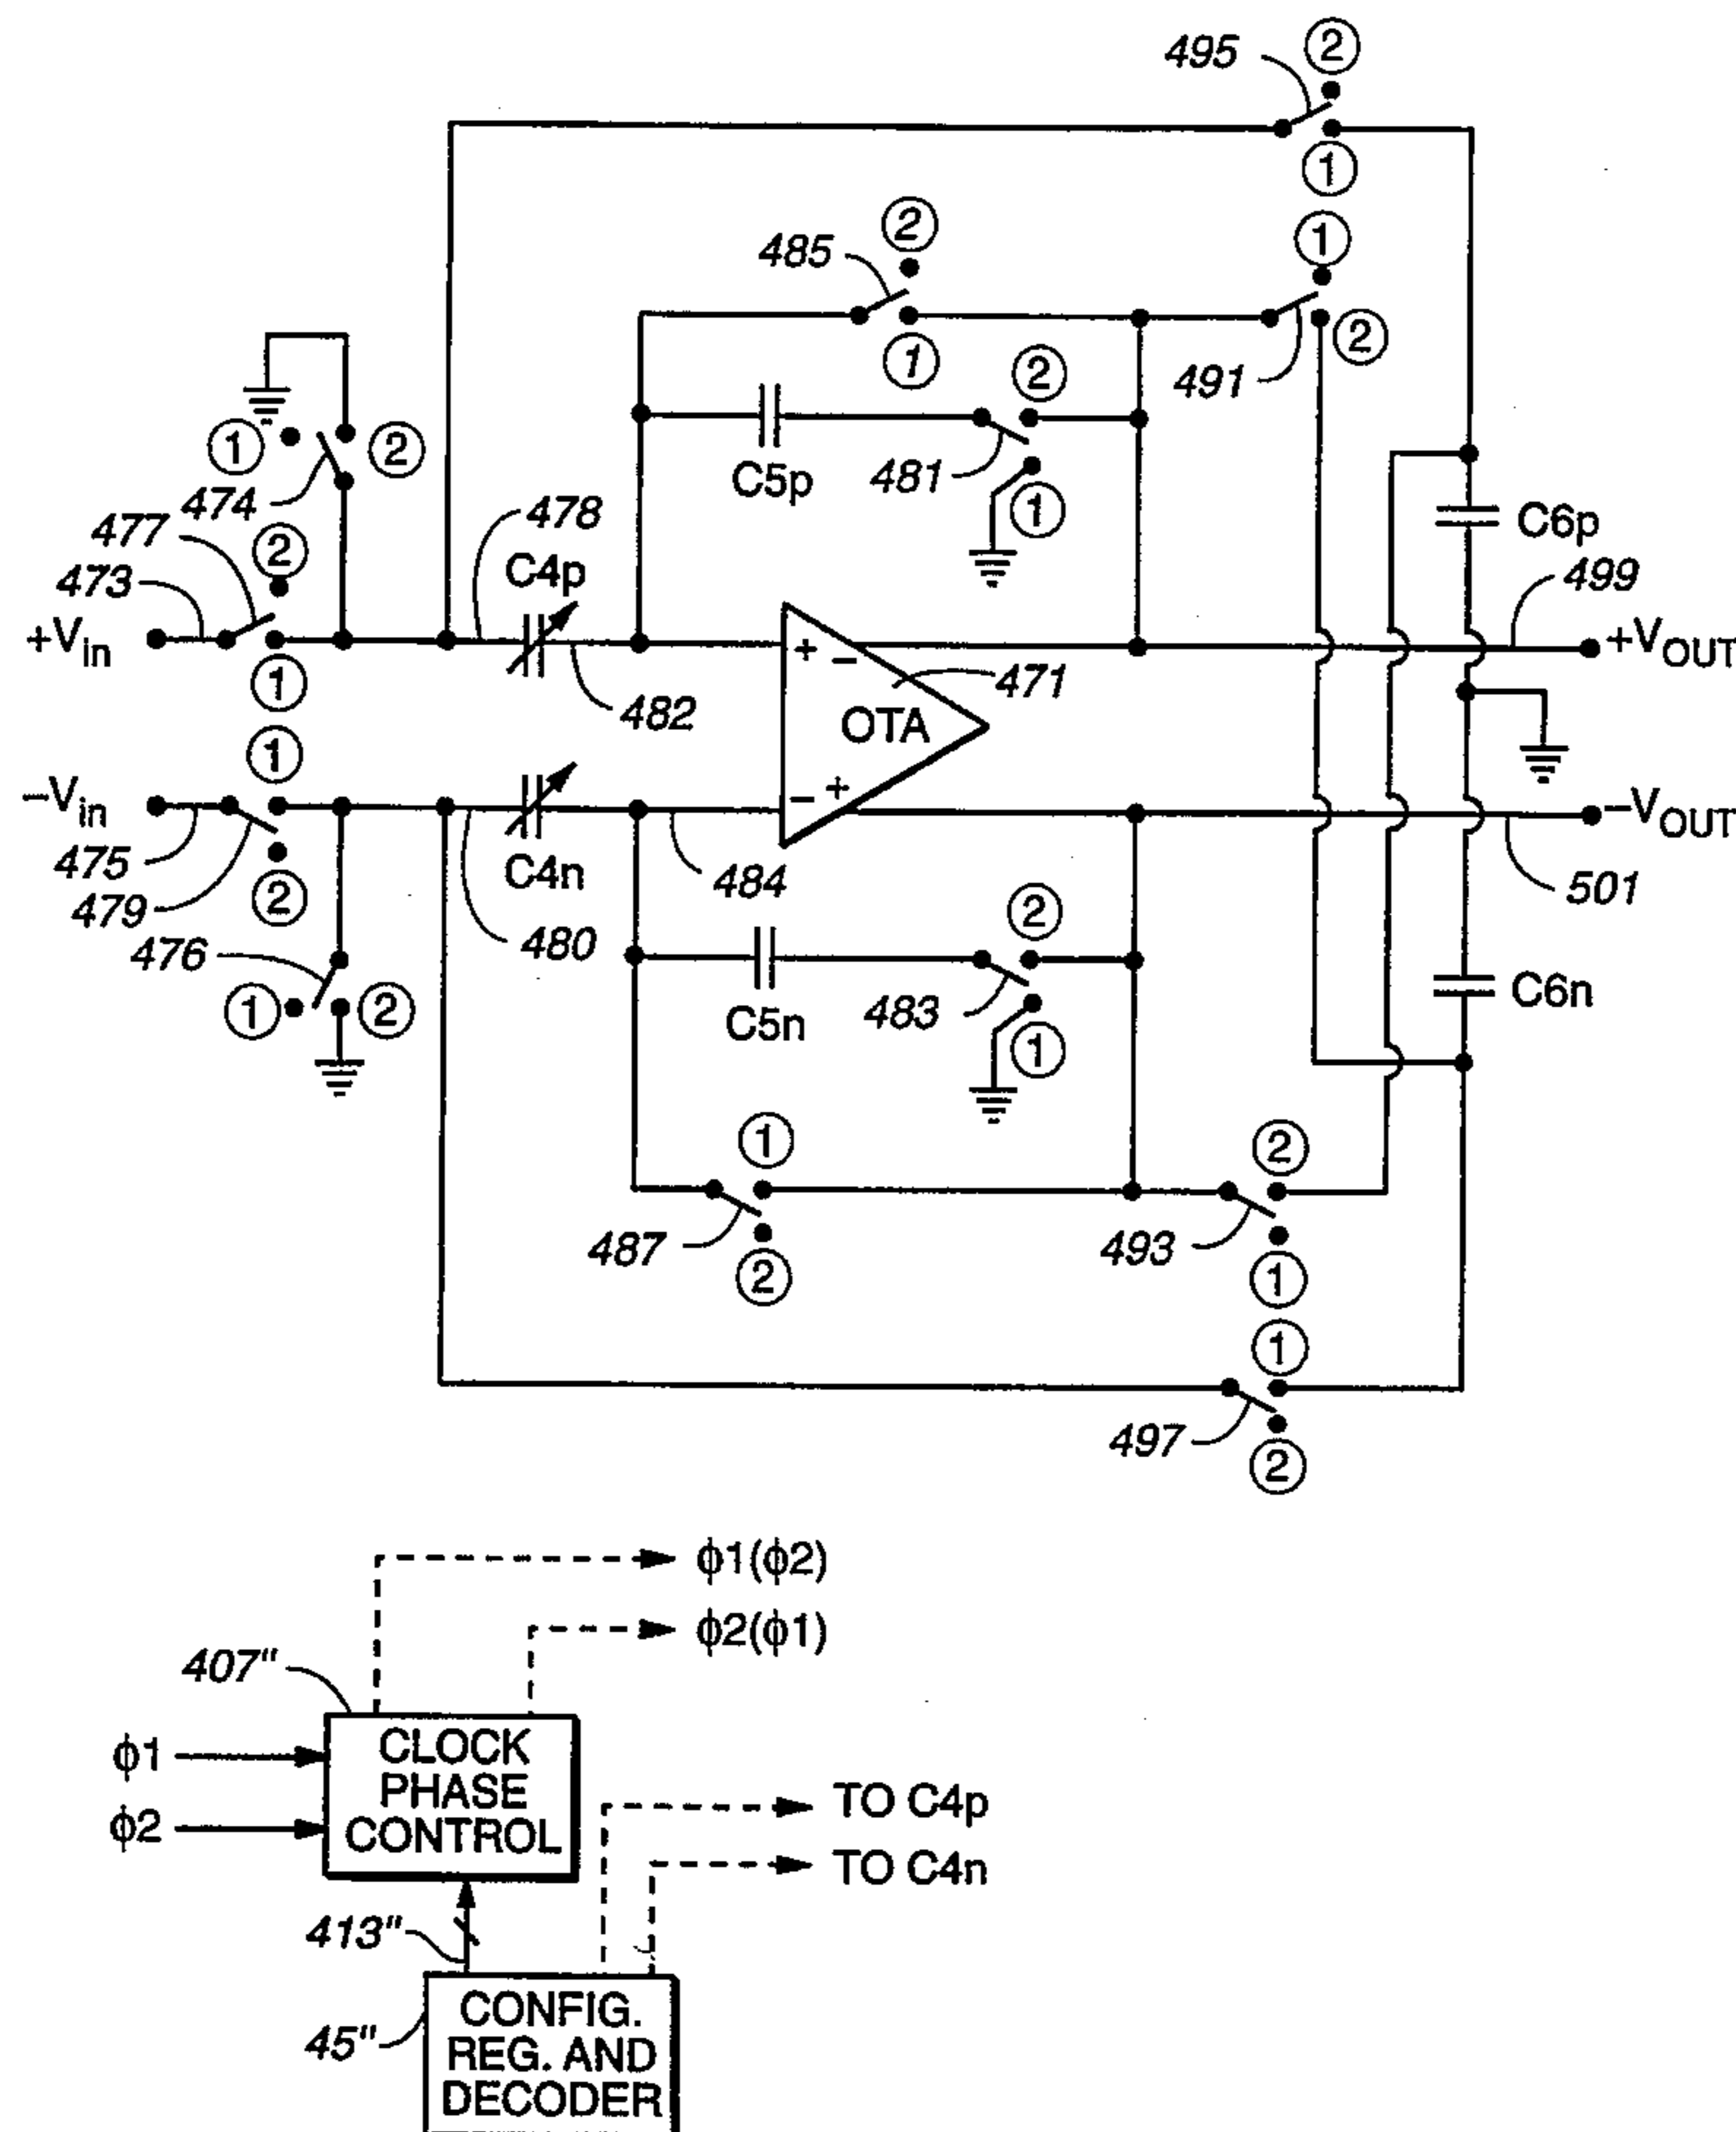 495
②
①
485
②
①
①
491
②
②
481
①
C5p
①
②
474
477
473
②
+Vin
①
478
C4p
482
C6p
499
+VOUT
+
−
471
OTA
−Vin
①
475
479
②
C4n
480
−
+
484
−VOUT
501
476
①
②
②
483
①
C5n
C6n
①
487
②
②
493
①
①
497
②
ϕ1(ϕ2)
ϕ2(ϕ1)
407"
ϕ1
ϕ2
CLOCK
PHASE
CONTROL
TO C4p
TO C4n
413"
45"
CONFIG.
REG. AND
DECODER